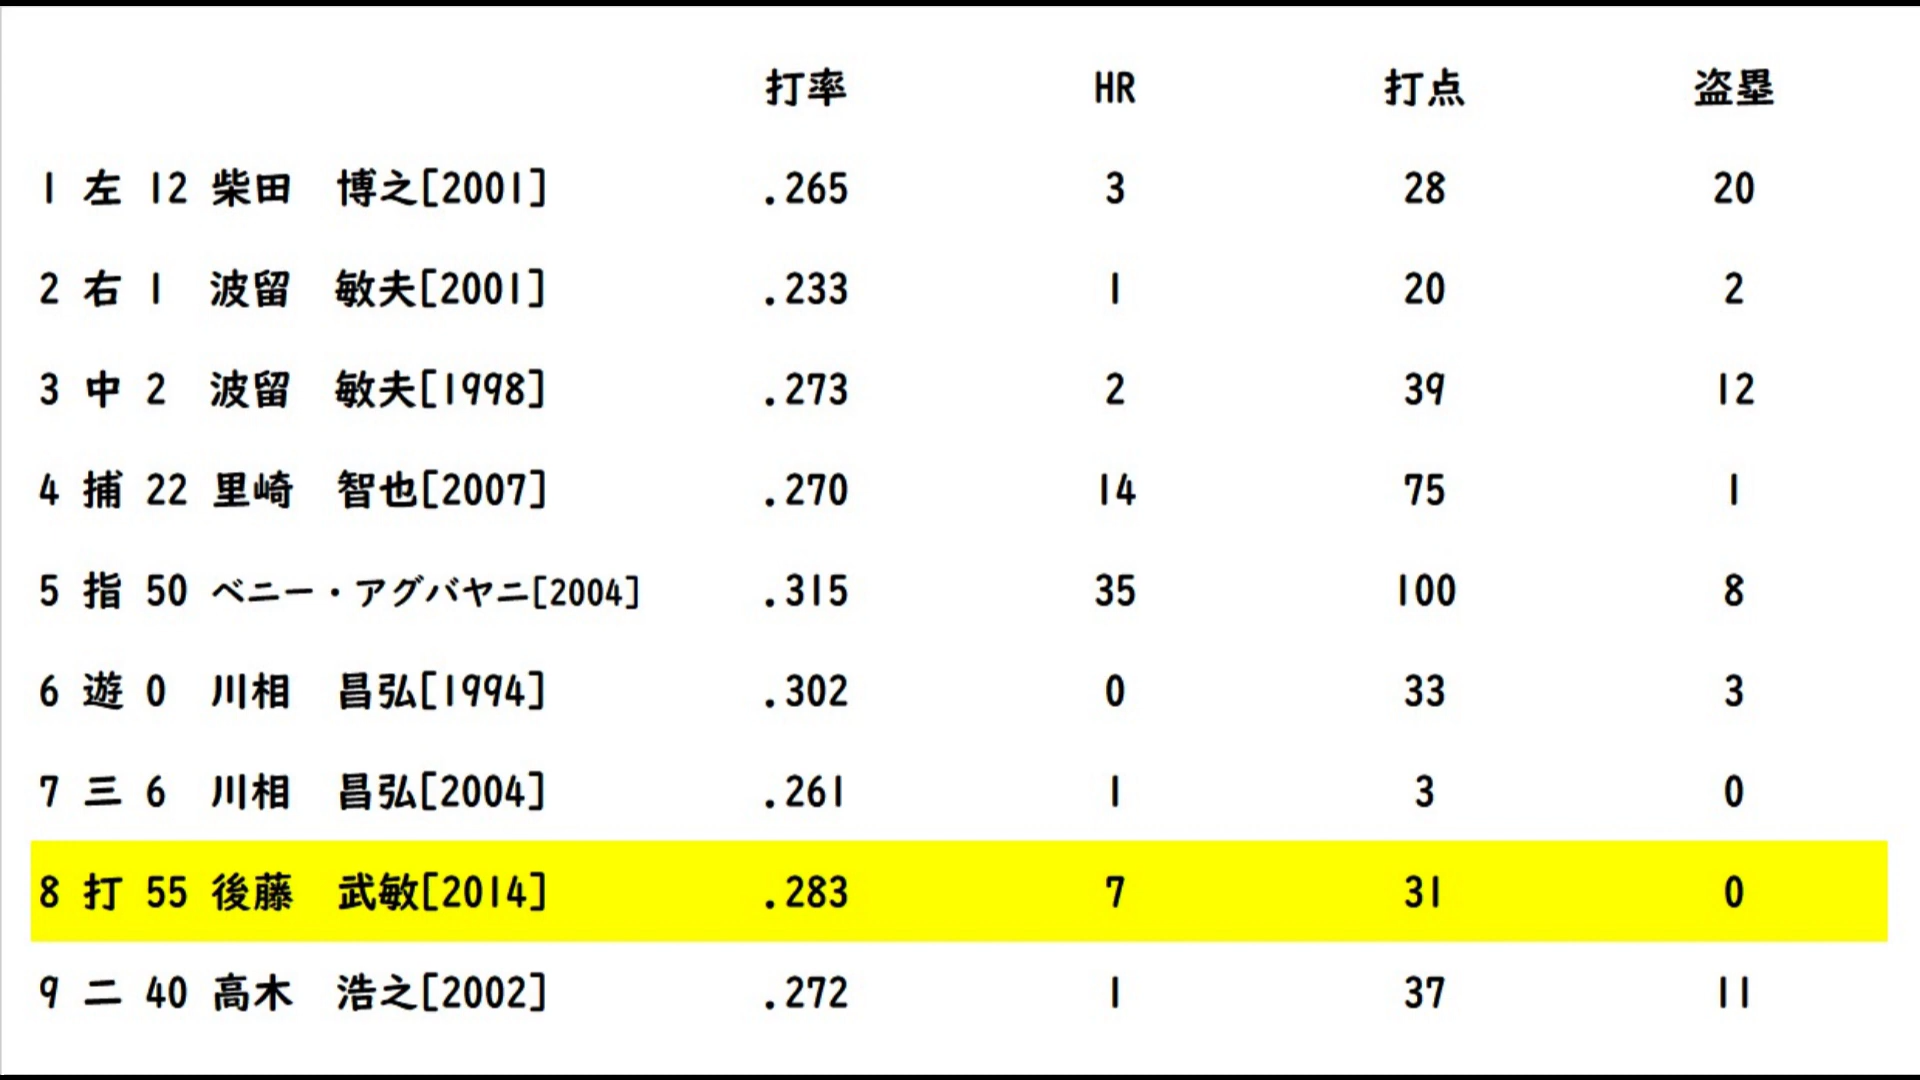 打率 HR 打点 盗塁
1 左 12 柴田 博之[2001] .265 3 28 20
2 右 1 波留 敏夫[2001] .233 1 20 2
3 中 2 波留 敏夫[1998] .273 2 39 12
4 捕 22 里崎 智也[2007] .270 14 75 1
5 指 50 ベニー・アグバヤニ[2004] .315 35 100 8
6 遊 0 川相 昌弘[1994] .302 0 33 3
7 三 6 川相 昌弘[2004] .261 1 3 0
8 打 55 後藤 武敏[2014] .283 7 31 0
9 二 40 高木 浩之[2002] .272 1 37 11